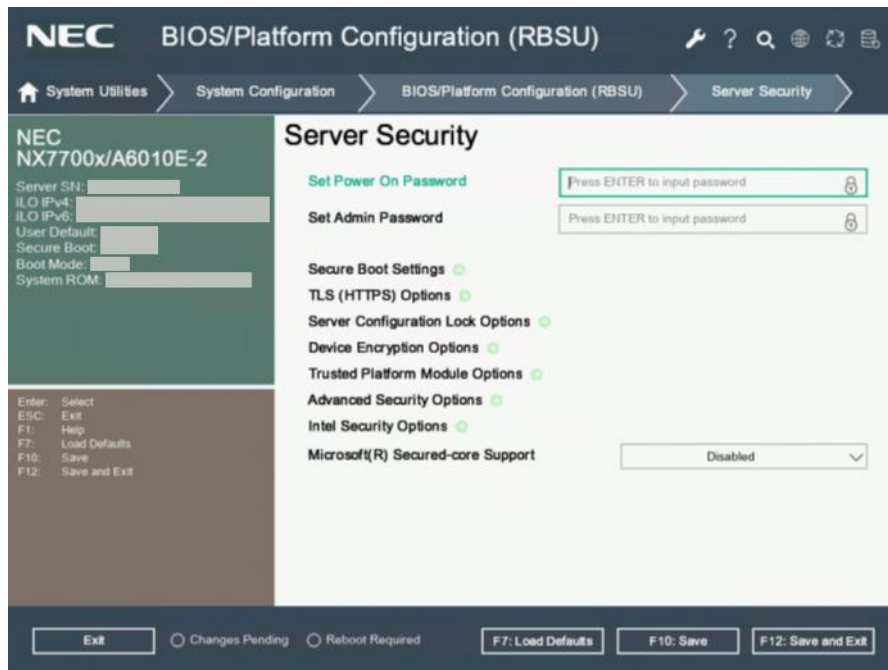 NEC BIOS/Platform Configuration (RBSU) ?
System Utilities System Configuration BIOS/Platform Configuration (RBSU) Server Security
NEC
NX7700x/A6010E-2
Server SN:
iLO IPv4:
iLO IPv6:
User Default:
Secure Boot:
Boot Mode:
System ROM:
Enter: Select
ESC: Exit
F1: Help
F7: Load Defaults
F10: Save
F12: Save and Exit
Server Security
Set Power On Password Press ENTER to input password
Set Admin Password Press ENTER to input password
Secure Boot Settings
TLS (HTTPS) Options
Server Configuration Lock Options
Device Encryption Options
Trusted Platform Module Options
Advanced Security Options
Intel Security Options
Microsoft(R) Secured-core Support Disabled
Exit Changes Pending Reboot Required F7: Load Defaults F10: Save F12: Save and Exit